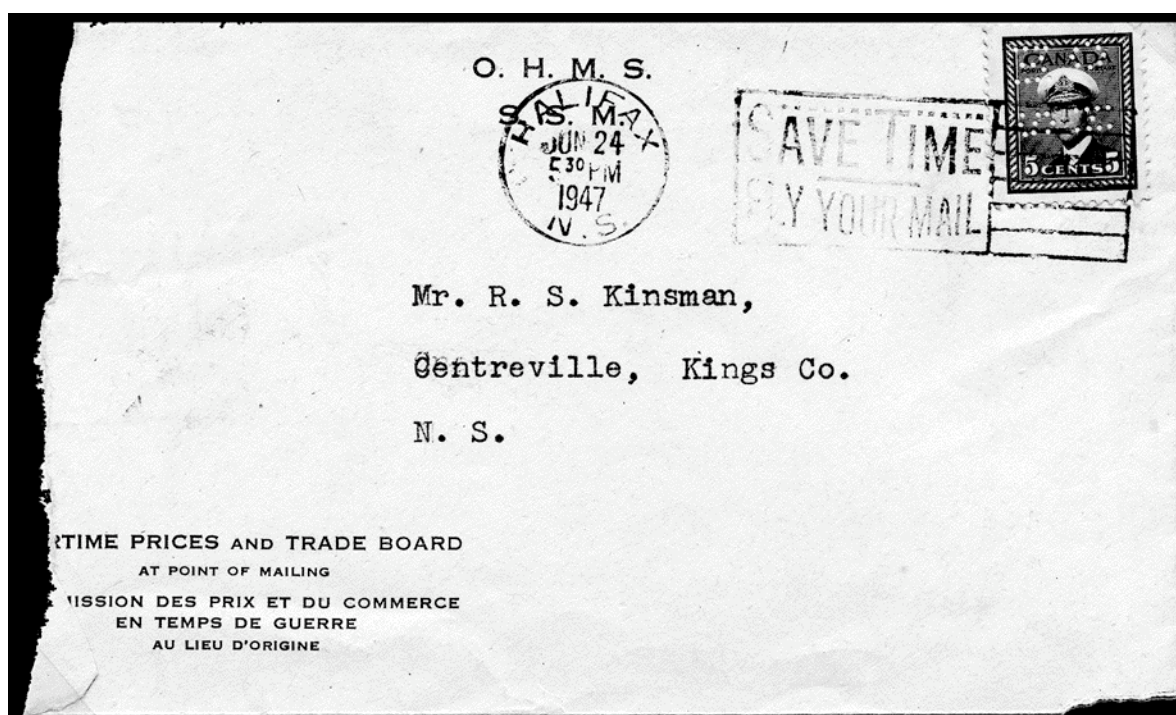 O. H. M. S.
S. S. M.
HALIFAX
JUN 24
5 30 PM
1947
N. S.
SAVE TIME
FLY YOUR MAIL
CANADA
5 CENTS 5
Mr. R. S. Kinsman,
Centreville, Kings Co.
N. S.
RTIME PRICES AND TRADE BOARD
AT POINT OF MAILING
MISSION DES PRIX ET DU COMMERCE
EN TEMPS DE GUERRE
AU LIEU D'ORIGINE